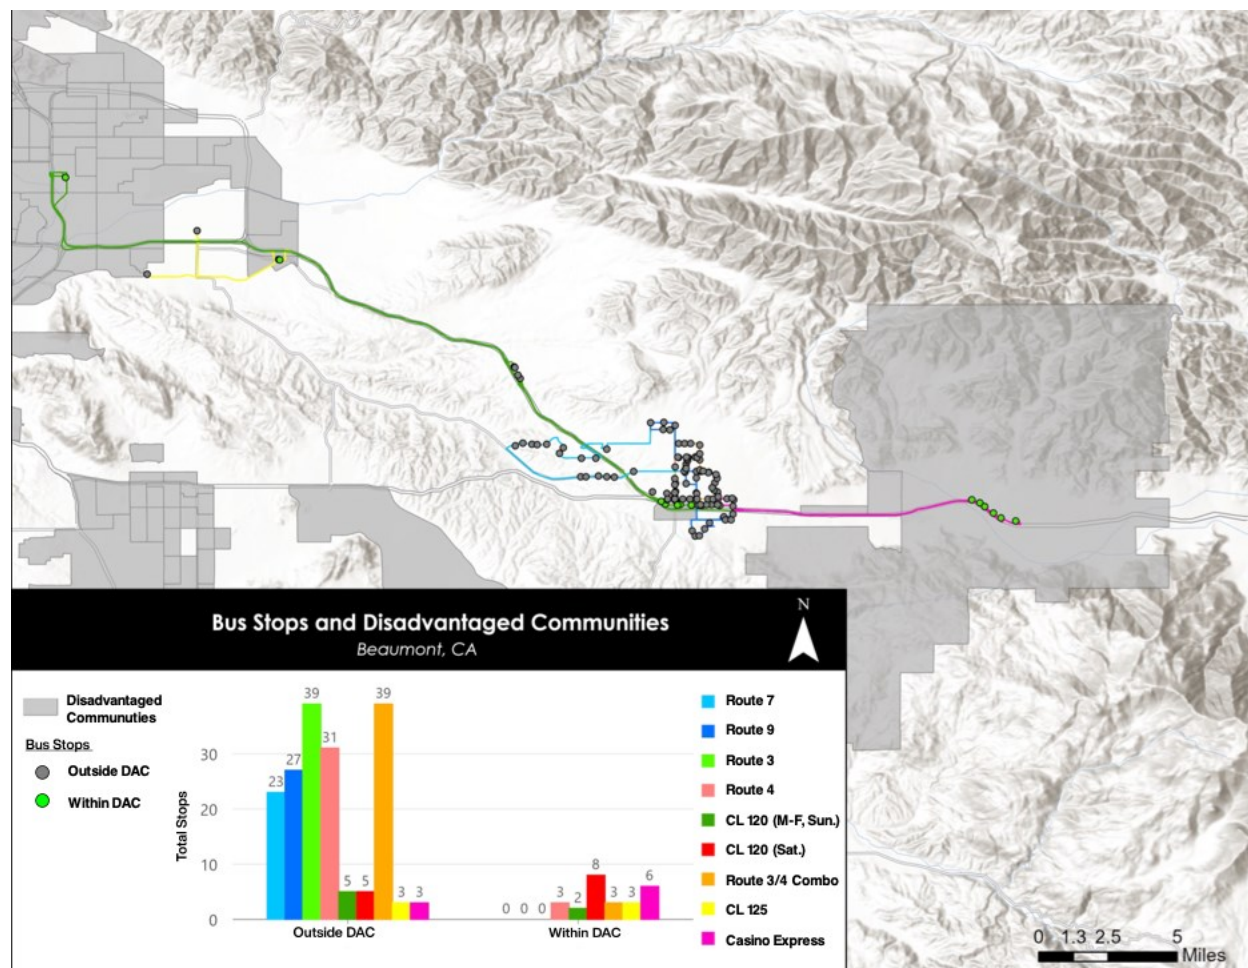 N
Bus Stops and Disadvantaged Communities
Beaumont, CA
Disadvantaged
Communuties
Bus Stops
Outside DAC
Within DAC
Total Stops
30
20
10
0
23
27
39
31
5
5
39
3
3
0
0
0
3
2
8
3
3
6
Outside DAC
Within DAC
Route 7
Route 9
Route 3
Route 4
CL 120 (M-F, Sun.)
CL 120 (Sat.)
Route 3/4 Combo
CL 125
Casino Express
0 1.3 2.5 5
Miles